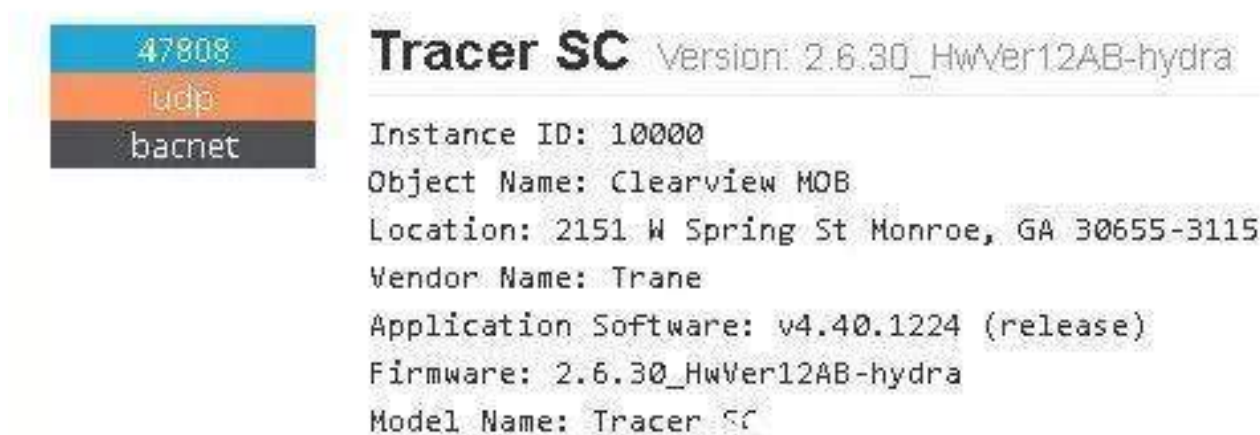 47808
udp
bacnet
Tracer SC Version: 2.6.30_HwVer12AB-hydra
Instance ID: 10000
Object Name: Clearview MOB
Location: 2151 W Spring St Monroe, GA 30655-3115
Vendor Name: Trane
Application Software: v4.40.1224 (release)
Firmware: 2.6.30_HwVer12AB-hydra
Model Name: Tracer SC